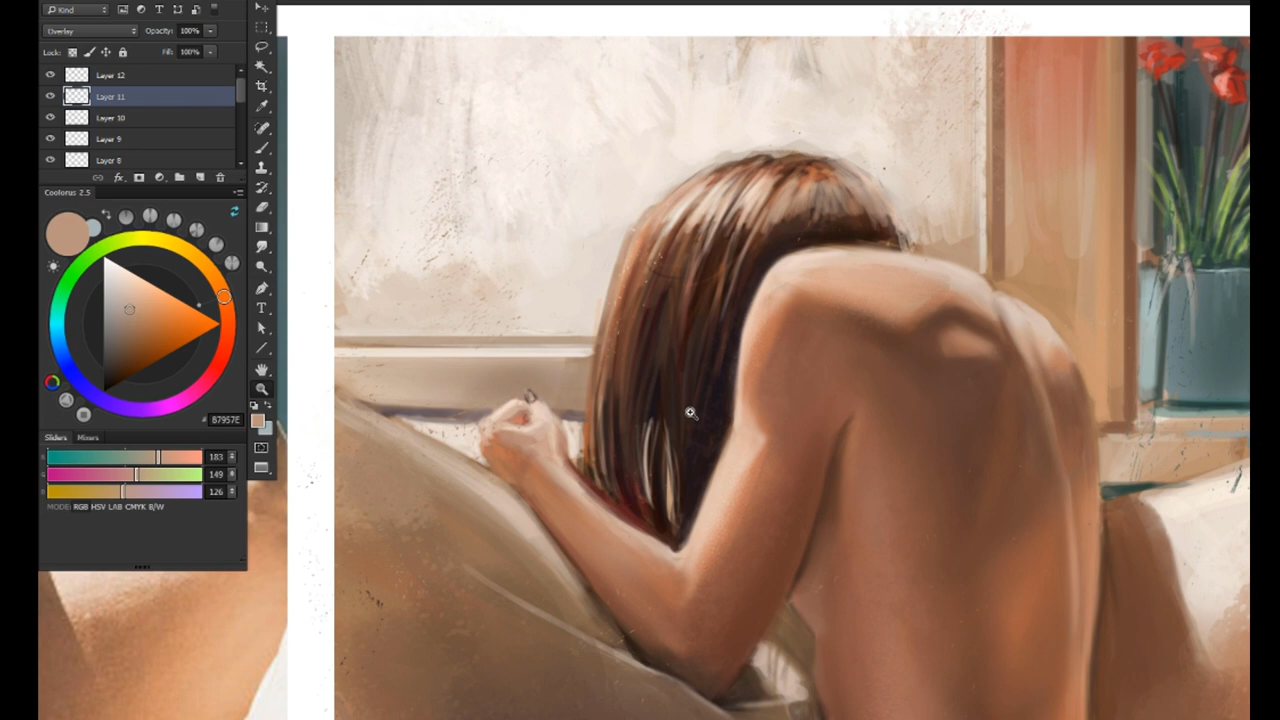 Kind
Overlay Opacity: 100%
Lock: Fill: 100%
Layer 12
Layer 11
Layer 10
Layer 9
Layer 8
Coolorus 2.5
# B7957E
Sliders Mixers
183
149
126
MODE: RGB HSV LAB CMYK B/W